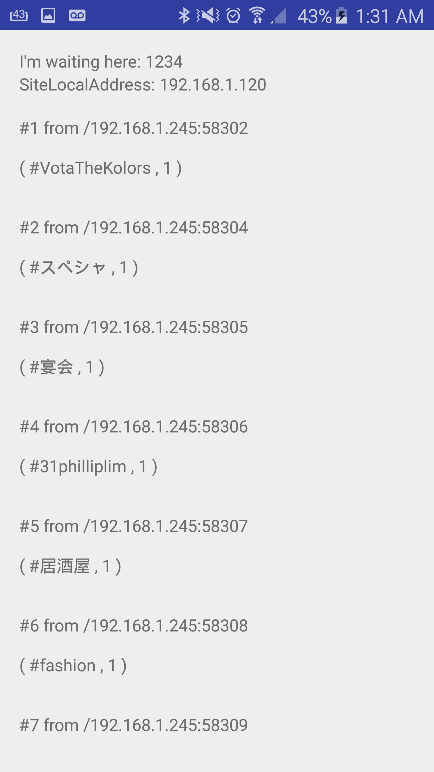 43 43% 1:31 AM
I'm waiting here: 1234
SiteLocalAddress: 192.168.1.120
#1 from /192.168.1.245:58302
( #VotaTheKolors , 1 )
#2 from /192.168.1.245:58304
( #スペシャ , 1 )
#3 from /192.168.1.245:58305
( #宴会 , 1 )
#4 from /192.168.1.245:58306
( #31philliplim , 1 )
#5 from /192.168.1.245:58307
( #居酒屋 , 1 )
#6 from /192.168.1.245:58308
( #fashion , 1 )
#7 from /192.168.1.245:58309